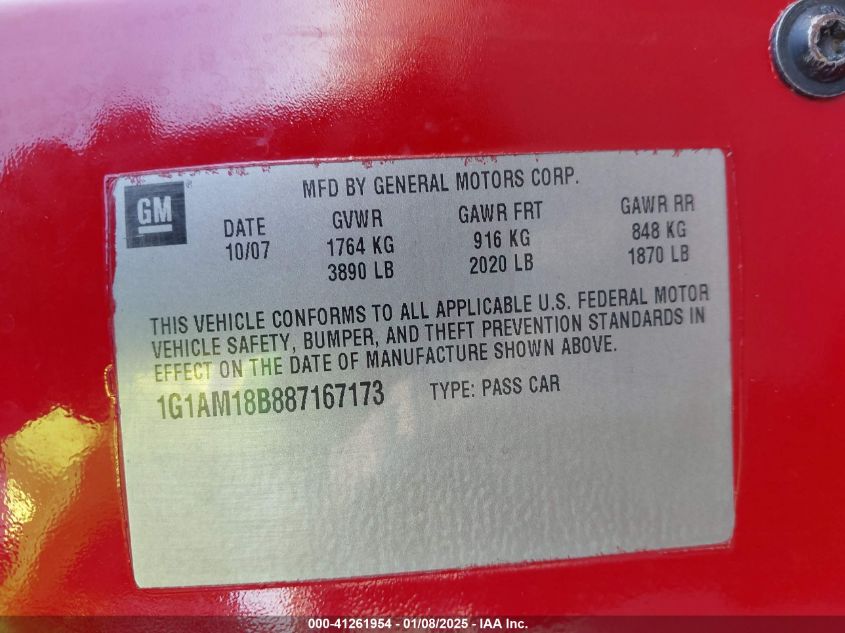 MFD BY GENERAL MOTORS CORP.
GM
DATE GVWR GAWR FRT GAWR RR
10/07 1764 KG 916 KG 848 KG
3890 LB 2020 LB 1870 LB
THIS VEHICLE CONFORMS TO ALL APPLICABLE U.S. FEDERAL MOTOR
VEHICLE SAFETY, BUMPER, AND THEFT PREVENTION STANDARDS IN
EFFECT ON THE DATE OF MANUFACTURE SHOWN ABOVE.
1G1AM18B887167173 TYPE: PASS CAR
000-41261954 | 01/08/2025 - IAA Inc.